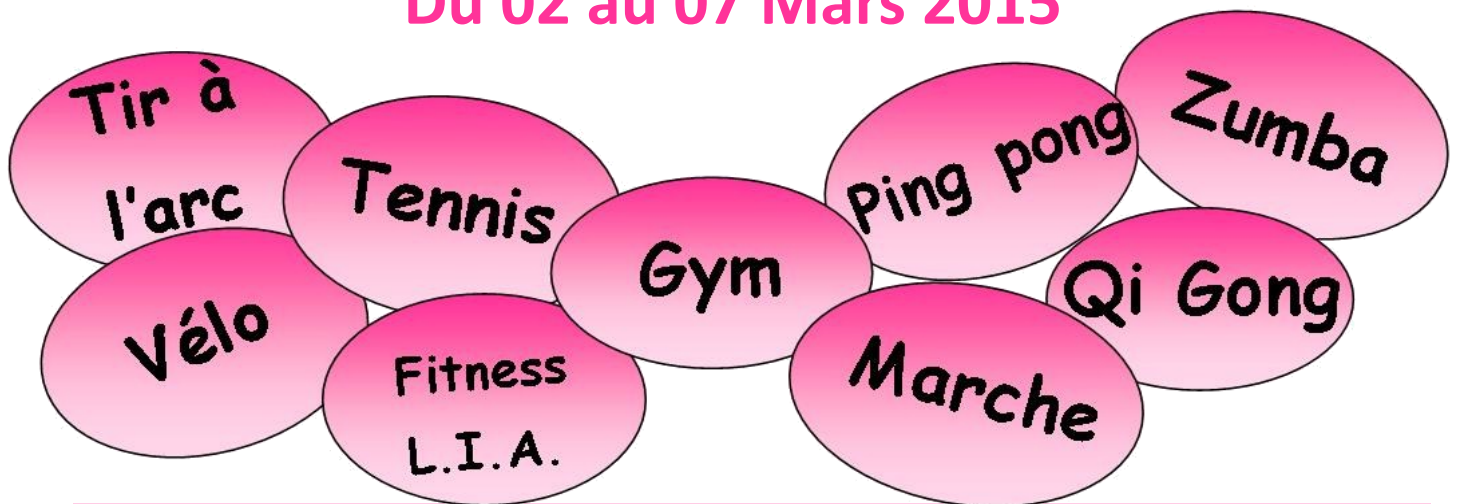 Du 02 au 07 Mars 2015
Tir à
l'arc
Tennis
Gym
Ping pong
Zumba
Vélo
Fitness
L.I.A.
Marche
Qi Gong